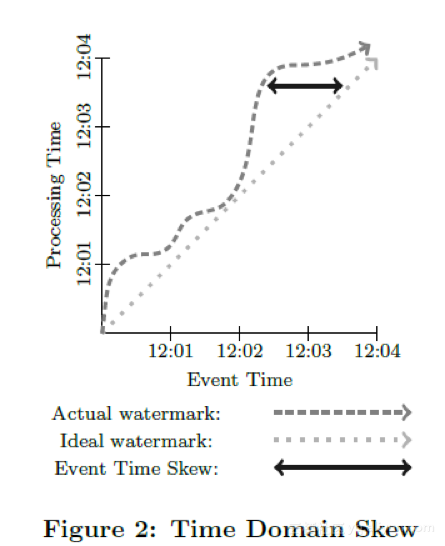 12:04
12:03
12:02
12:01
Processing Time
12:01 12:02 12:03 12:04
Event Time
Actual watermark:
Ideal watermark:
Event Time Skew:
Figure 2: Time Domain Skew